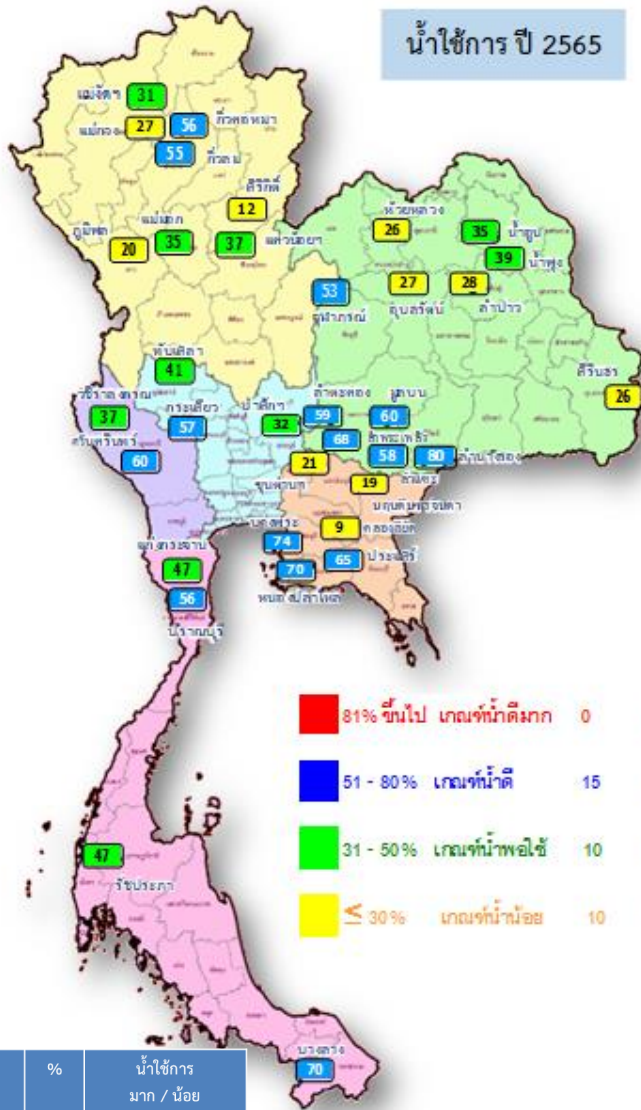 น้ำใช้การ ปี 2565
แม่งัดฯ 31
แม่กวง 27
56 กิ่วคอหมา
55 กิ่วลม
สิริกิติ์
12
ภูมิพล
20
แม่มอก
35
37 แควน้อยฯ
ห้วยหลวง
26
35 น้ำอูน
39 น้ำพุง
27
อุบลรัตน์
28
ลำปาว
53
จุฬาภรณ์
สิรินธร
26
ทับเสลา
41
วชิราลงกรณ
37
กระเสียว
57
ศรีนครินทร์
60
ป่าสักฯ
32
ลำตะคอง
59
มูลบน
60
68 ลำพระเพลิง
58
ลำแชะ
80 ลำนางรอง
21
ขุนด่านฯ
19
นฤบดินทรจินดา
9 คลองสียัด
บางพระ
74
65 ประแสร์
70
หนองปลาไหล
แก่งกระจาน
47
56
ปราณบุรี
81% ขึ้นไป เกณฑ์น้ำดีมาก 0
51 - 80% เกณฑ์น้ำดี 15
31 - 50% เกณฑ์น้ำพอใช้ 10
≤ 30% เกณฑ์น้ำน้อย 10
47
รัชประภา
บางลาง
70
% น้ำใช้การ
มาก / น้อย